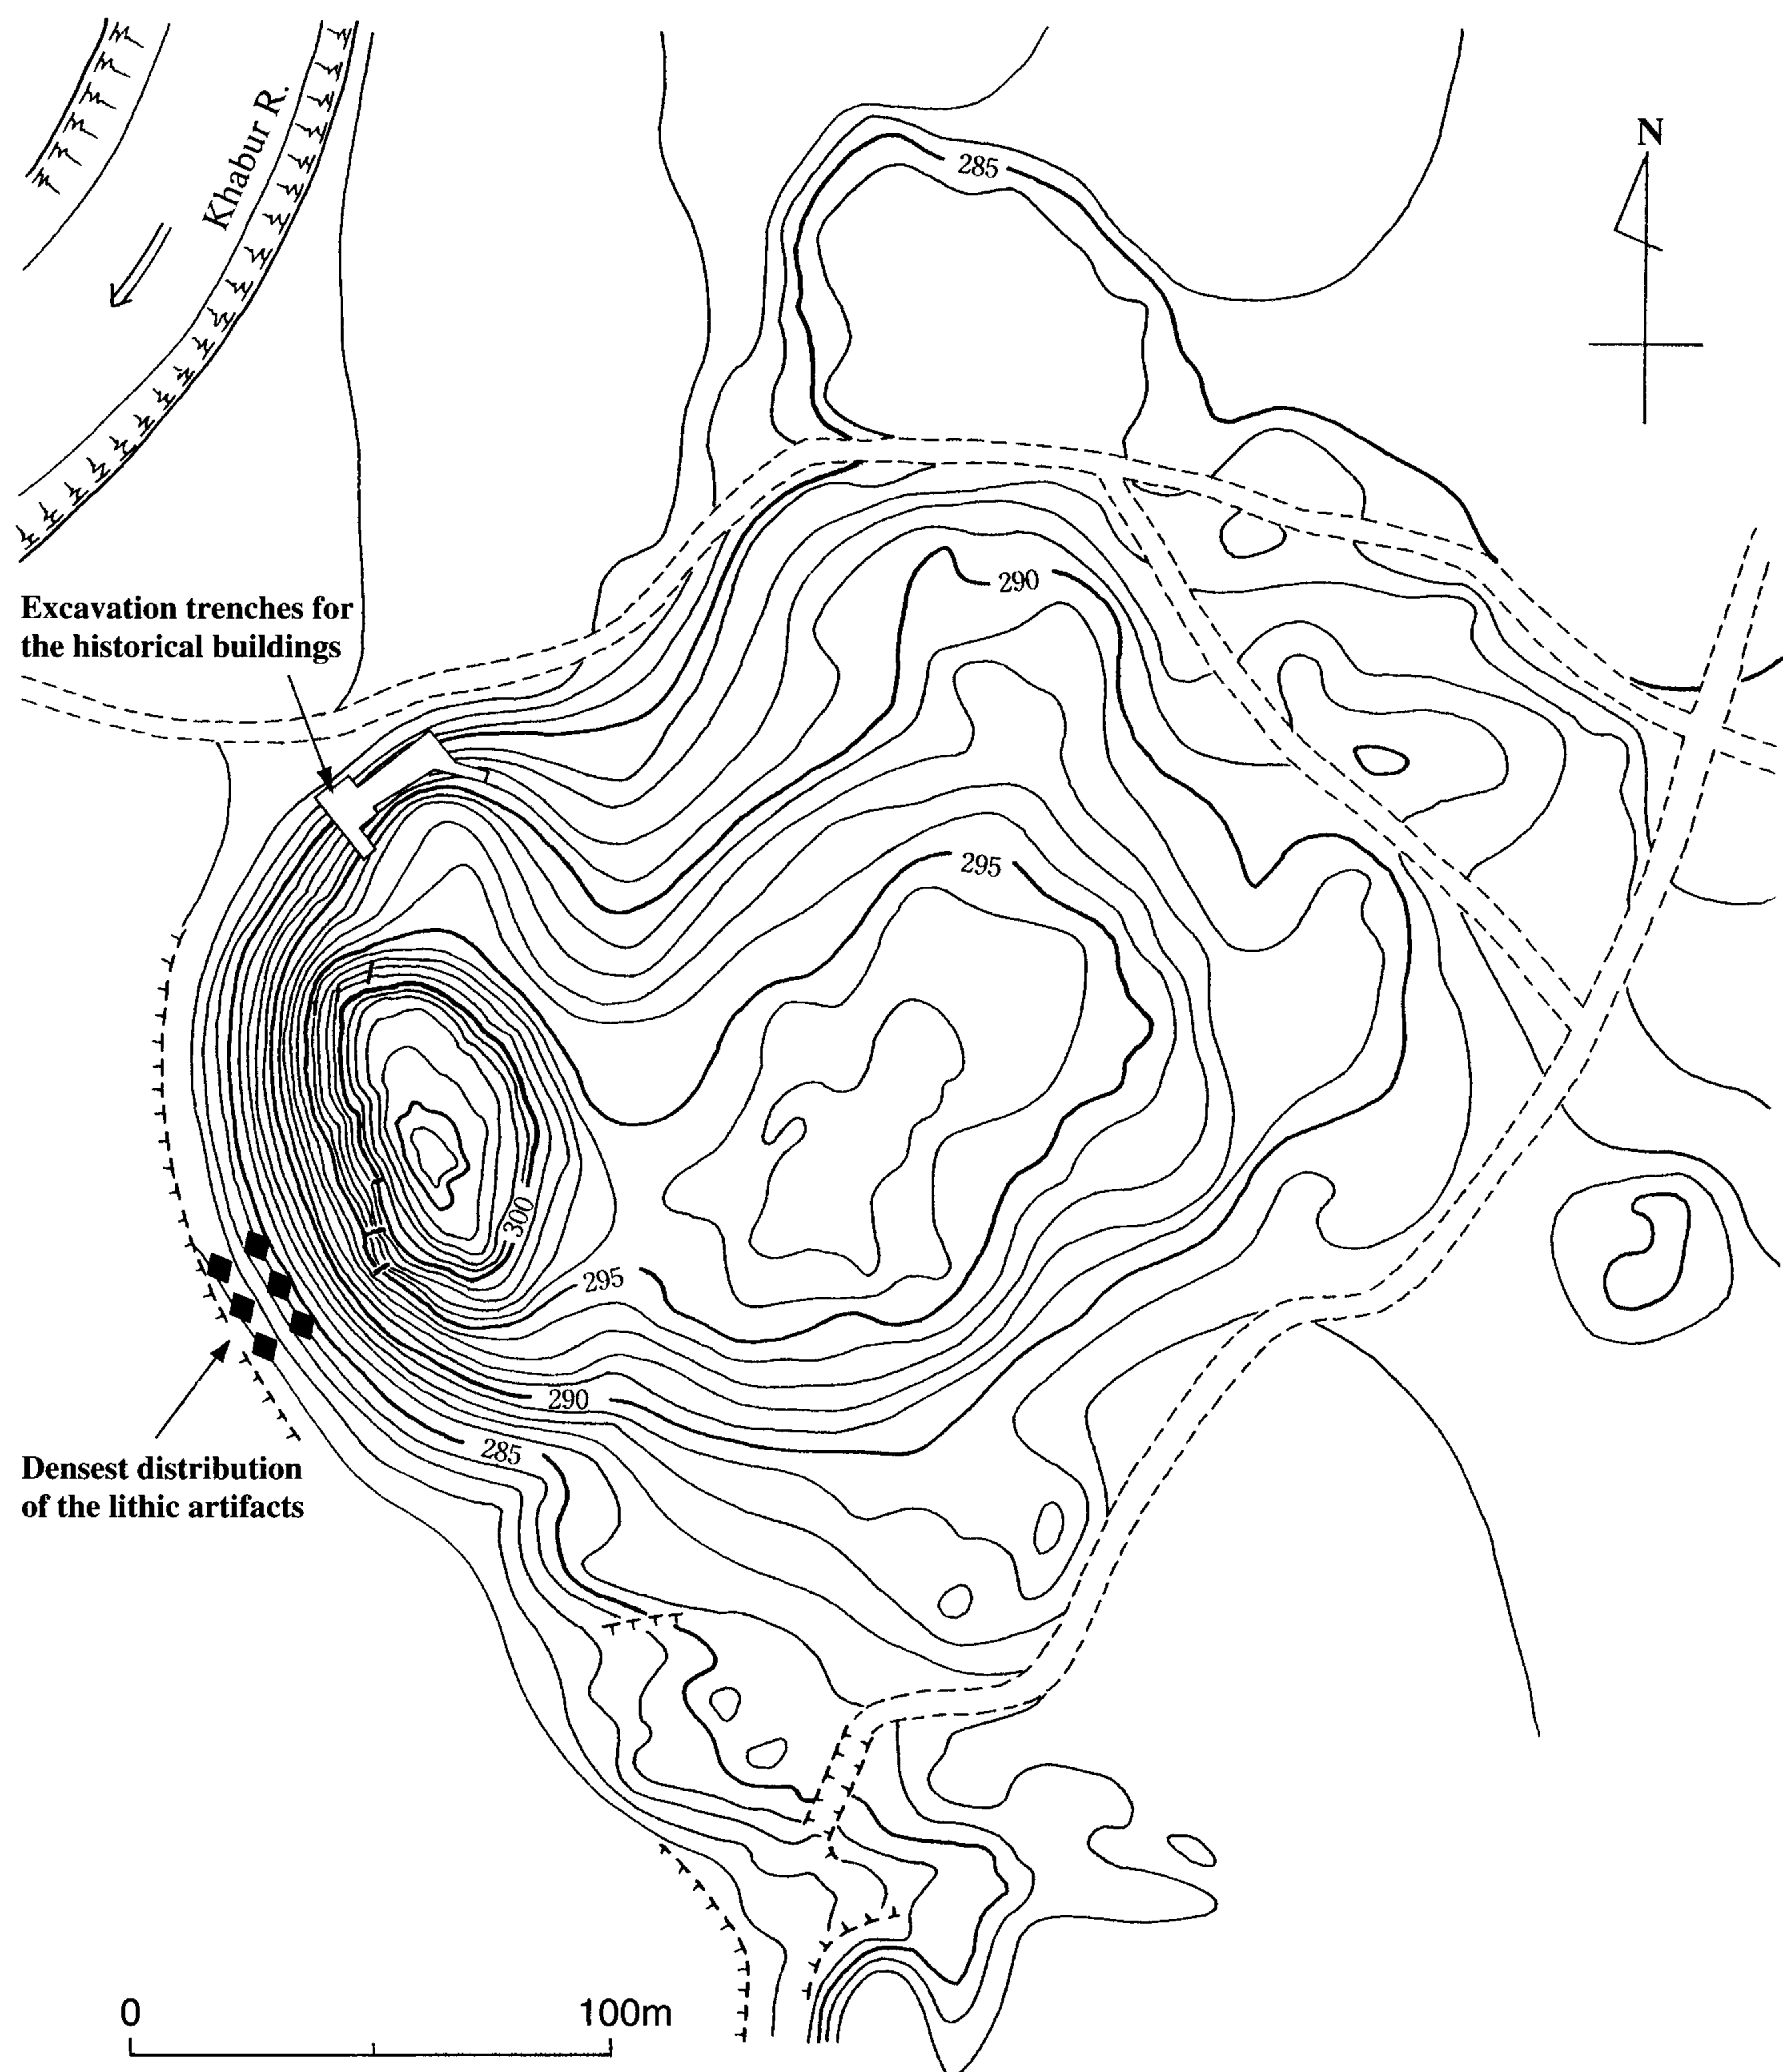 N
285
Khabur R.
290
Excavation trenches for
the historical buildings
295
300
295
290
285
Densest distribution
of the lithic artifacts
0 100m